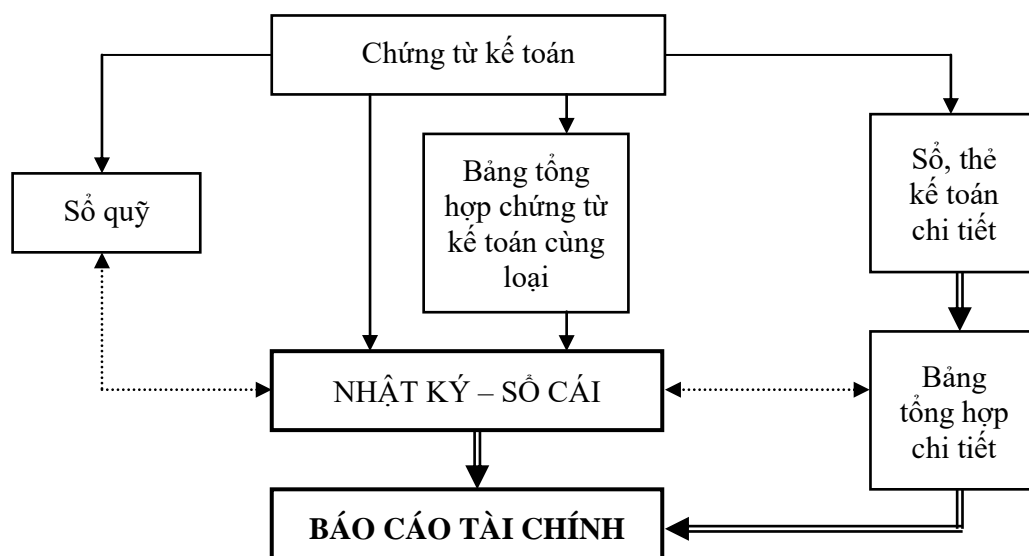 Chứng từ kế toán
Sổ quỹ
Bảng tổng
hợp chứng từ
kế toán cùng
loại
Sổ, thẻ
kế toán
chi tiết
NHẬT KÝ – SỔ CÁI
Bảng
tổng hợp
chi tiết
BÁO CÁO TÀI CHÍNH